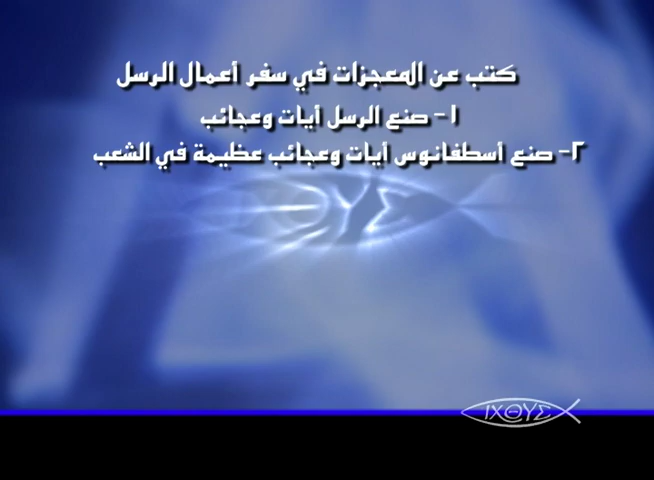 كتب عن المعجزات في سفر أعمال الرسل
١- صنع الرسل أيات وعجائب
٢- صنع أسطفانوس أيات وعجائب عظيمة في الشعب
ΙΧΘΥΣ